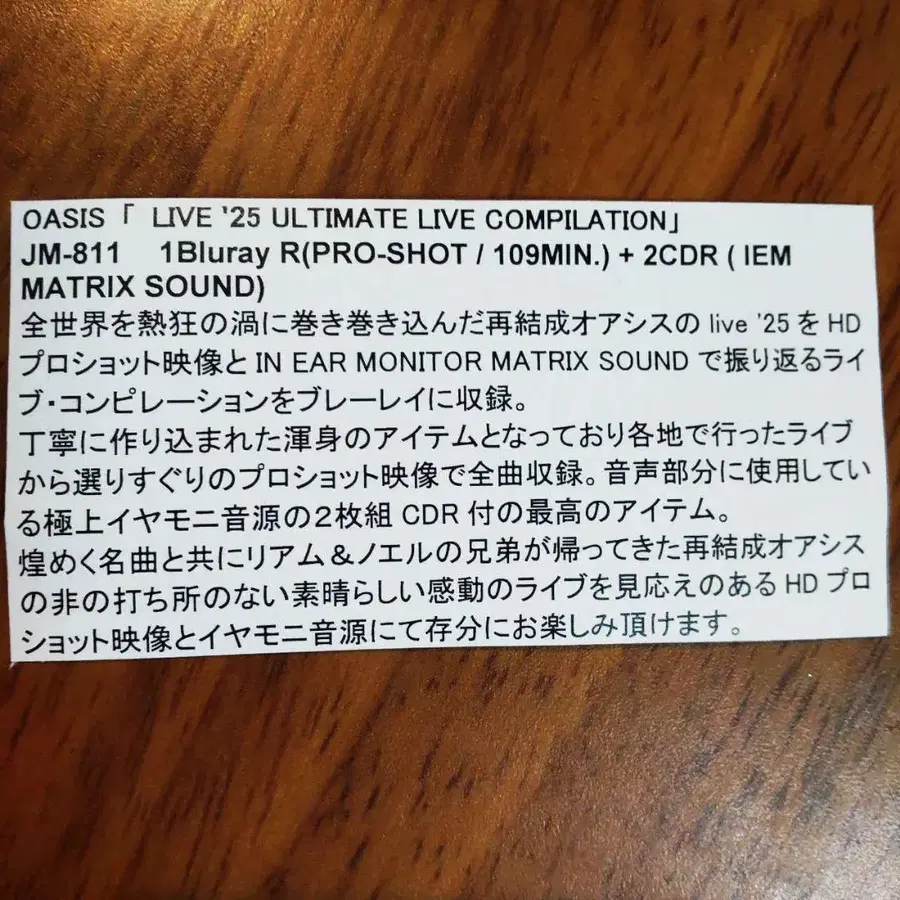 OASIS「 LIVE '25 ULTIMATE LIVE COMPILATION」
JM-811 1Bluray R(PRO-SHOT / 109MIN.) + 2CDR ( IEM
MATRIX SOUND)
全世界を熱狂の渦に巻き巻き込んだ再結成オアシスの live '25 を HD
プロショット映像と IN EAR MONITOR MATRIX SOUND で振り返るライ
ブ・コンピレーションをブレーレイに収録。
丁寧に作り込まれた渾身のアイテムとなっており各地で行ったライブ
から選りすぐりのプロショット映像で全曲収録。音声部分に使用してい
る極上イヤモニ音源の2枚組 CDR 付の最高のアイテム。
煌めく名曲と共にリアム＆ノエルの兄弟が帰ってきた再結成オアシス
の非の打ち所のない素晴らしい感動のライブを見応えのある HD プロ
ショット映像とイヤモニ音源にて存分にお楽しみ頂けます。